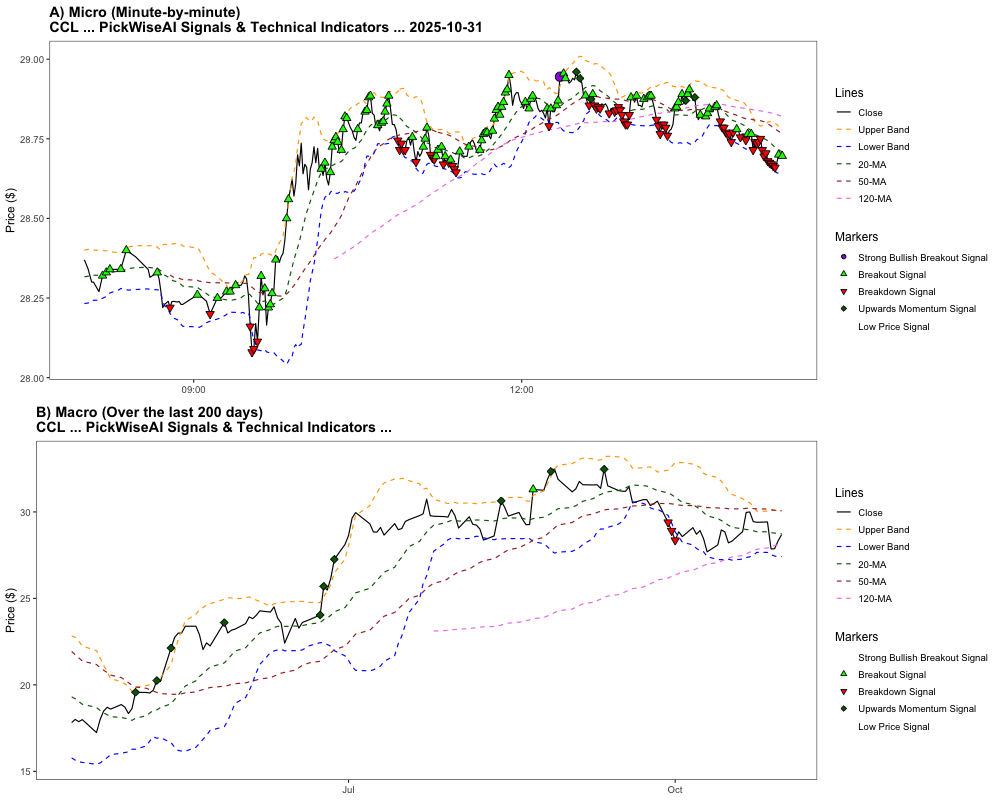 A) Micro (Minute-by-minute)
CCL ... PickWiseAI Signals & Technical Indicators ... 2025-10-31
Price ($)
29.00
28.75
28.50
28.25
28.00
09:00
12:00
Lines
Close
Upper Band
Lower Band
20-MA
50-MA
120-MA
Markers
Strong Bullish Breakout Signal
Breakout Signal
Breakdown Signal
Upwards Momentum Signal
Low Price Signal
B) Macro (Over the last 200 days)
CCL ... PickWiseAI Signals & Technical Indicators ...
Price ($)
30
25
20
15
Jul
Oct
Lines
Close
Upper Band
Lower Band
20-MA
50-MA
120-MA
Markers
Strong Bullish Breakout Signal
Breakout Signal
Breakdown Signal
Upwards Momentum Signal
Low Price Signal